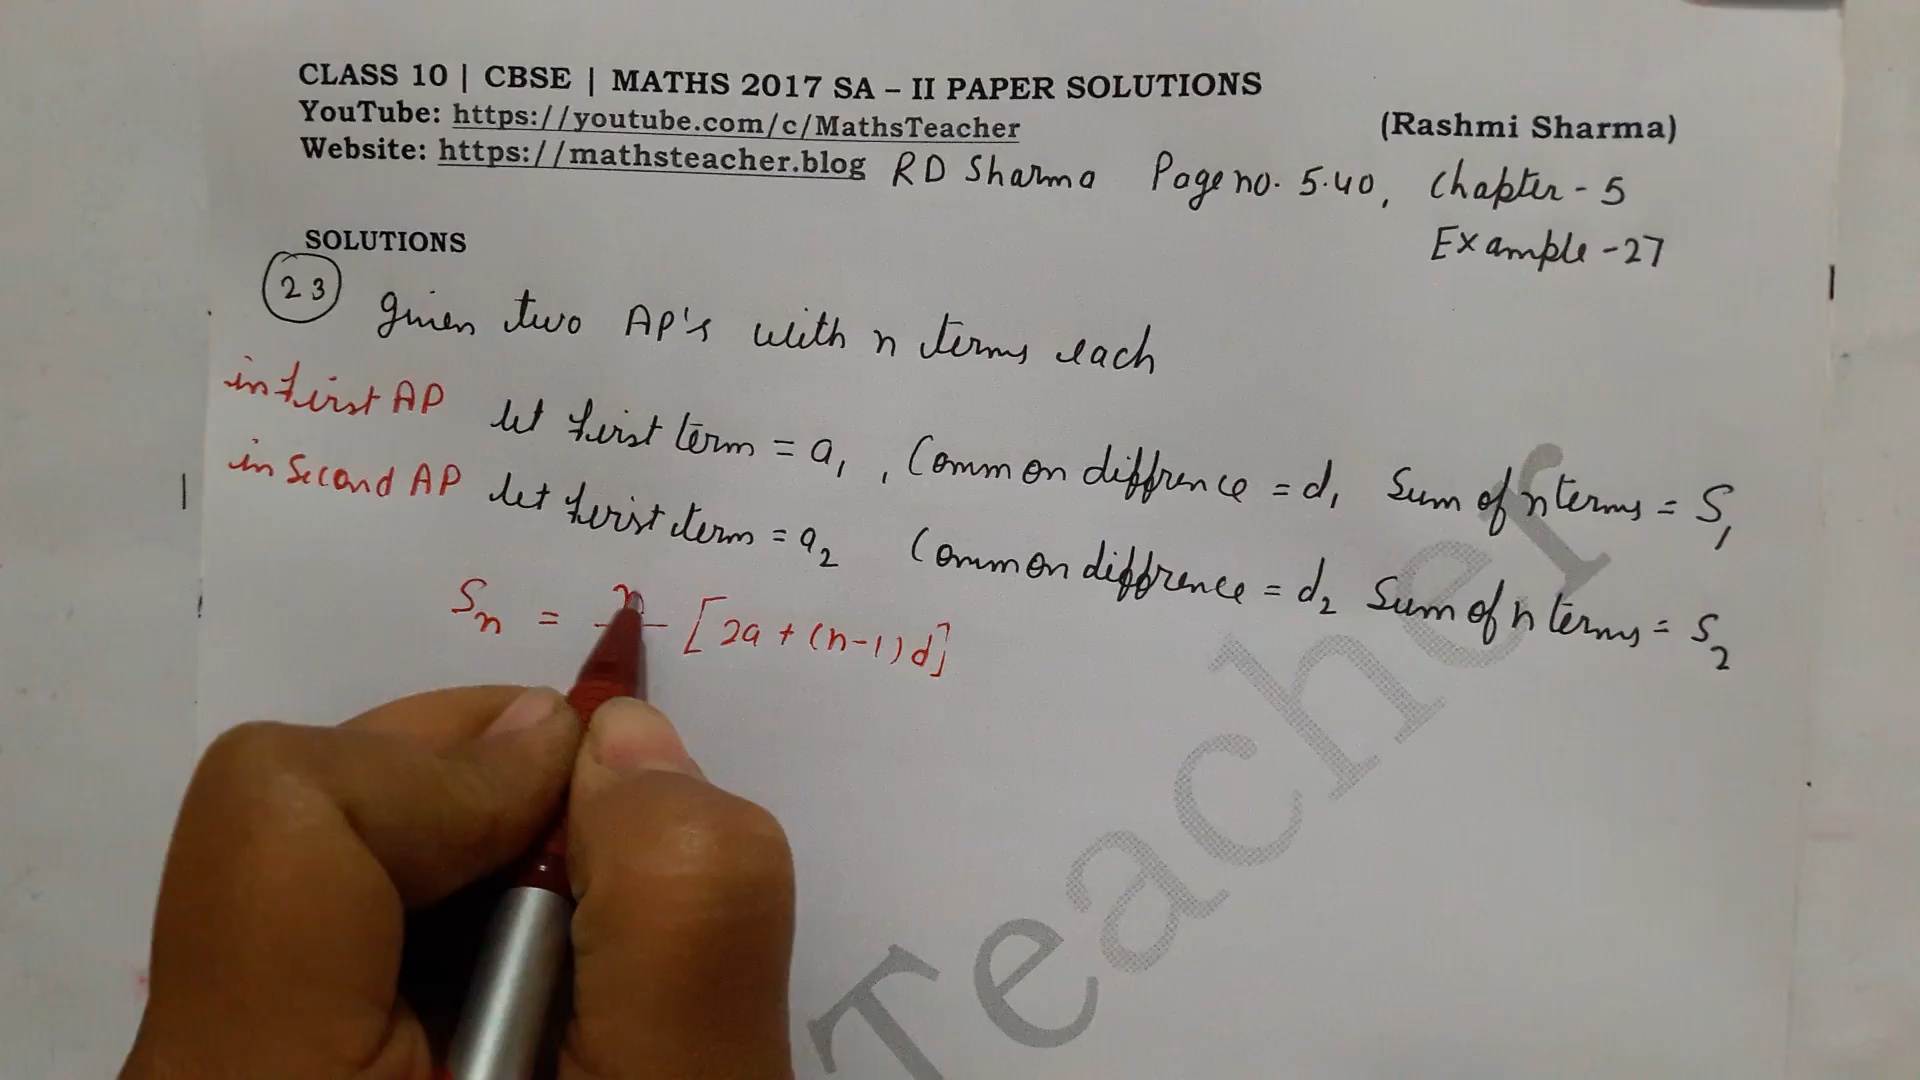 CLASS 10 | CBSE | MATHS 2017 SA – II PAPER SOLUTIONS
YouTube: https://youtube.com/c/MathsTeacher (Rashmi Sharma)
Website: https://mathsteacher.blog RD Sharma Page no. 5.40, Chapter - 5
Example - 27
SOLUTIONS
23 Given two AP's with n terms each
in first AP let first term = a₁, Common diffrence = d₁ Sum of n terms = S₁
in Second AP let first term = a₂ Common diffrence = d₂ Sum of n terms = S₂
Sₙ = n [2a + (n-1)d]
Teacher